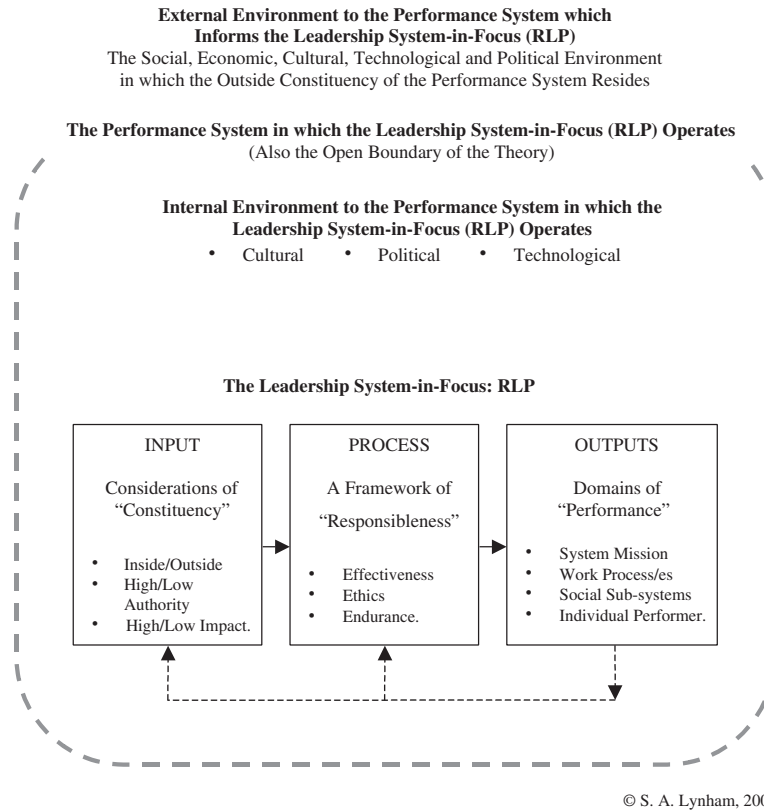 External Environment to the Performance System which
Informs the Leadership System-in-Focus (RLP)
The Social, Economic, Cultural, Technological and Political Environment
in which the Outside Constituency of the Performance System Resides
The Performance System in which the Leadership System-in-Focus (RLP) Operates
(Also the Open Boundary of the Theory)
Internal Environment to the Performance System in which the
Leadership System-in-Focus (RLP) Operates
• Cultural • Political • Technological
The Leadership System-in-Focus: RLP
INPUT
Considerations of
“Constituency”
• Inside/Outside
• High/Low
Authority
• High/Low Impact.
PROCESS
A Framework of
“Responsibleness”
• Effectiveness
• Ethics
• Endurance.
OUTPUTS
Domains of
“Performance”
• System Mission
• Work Process/es
• Social Sub-systems
• Individual Performer.
© S. A. Lynham,